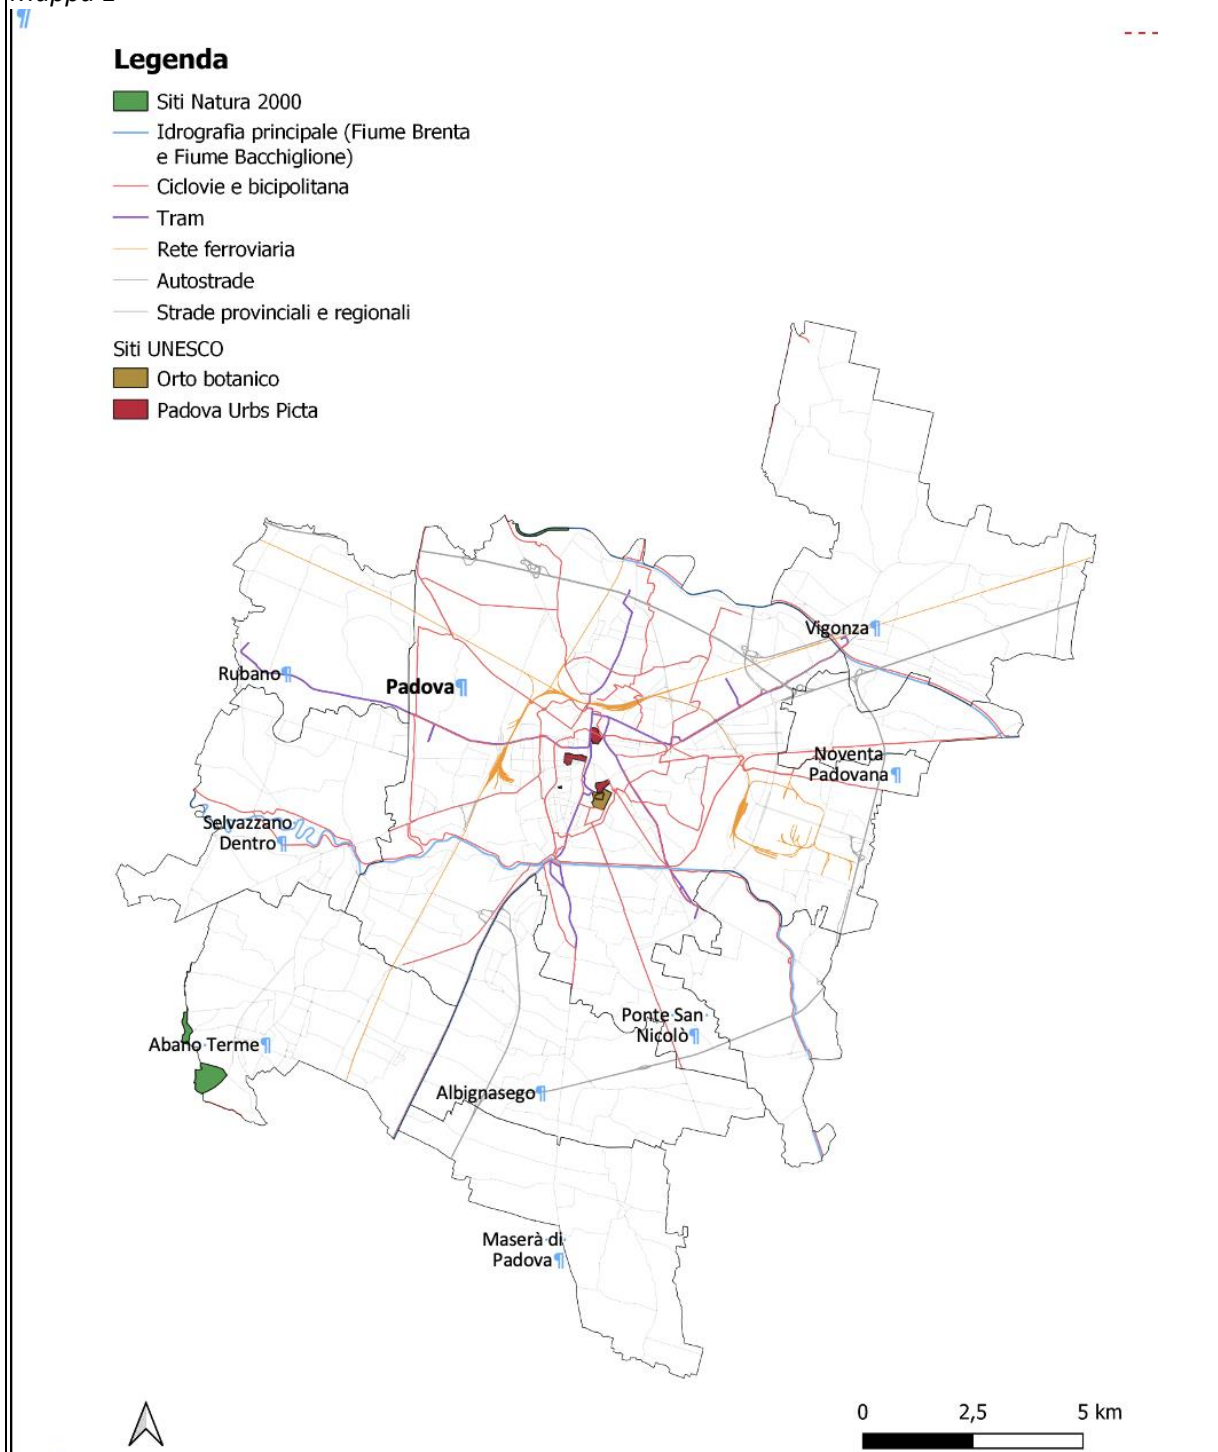 ¶
Legenda
Siti Natura 2000
Idrografia principale (Fiume Brenta
e Fiume Bacchiglione)
Ciclovie e bicipolitana
Tram
Rete ferroviaria
Autostrade
Strade provinciali e regionali
Siti UNESCO
Orto botanico
Padova Urbs Picta
Vigonza¶
Rubano¶
Padova¶
Noventa
Padovana¶
Selvazzano
Dentro¶
Ponte San
Nicolò¶
Abano Terme¶
Albignasego¶
Maserà di
Padova¶
0 2,5 5 km